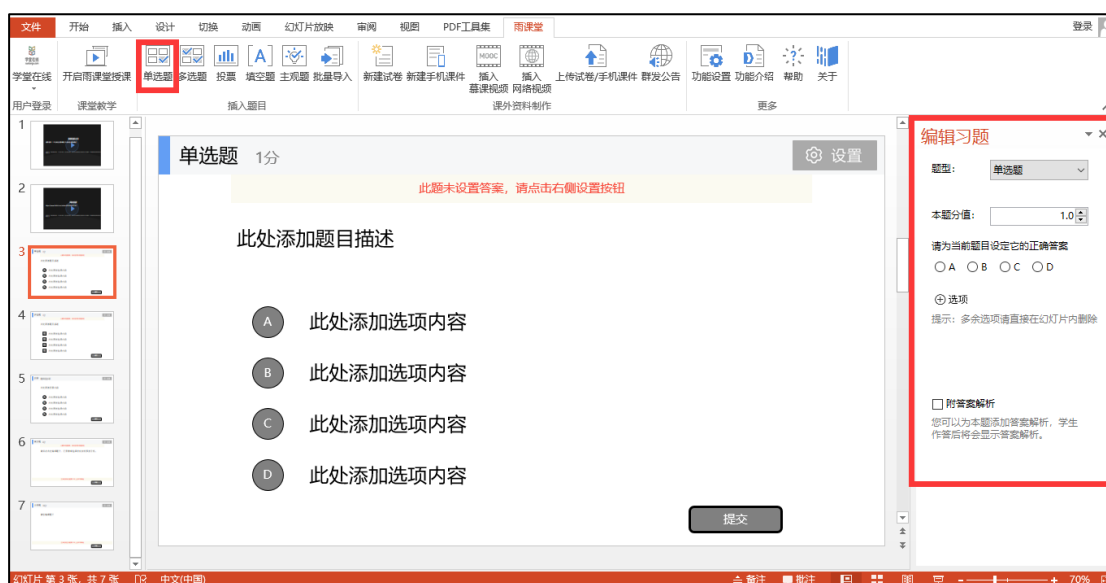 文件 开始 插入 设计 切换 动画 幻灯片放映 审阅 视图 PDF工具集 雨课堂 登录
学堂在线 开启雨课堂授课 单选题 多选题 投票 填空题 主观题 批量导入 新建试卷 新建手机课件 插入 慕课视频 插入 网络视频 上传试卷/手机课件 群发公告 功能设置 功能介绍 帮助 关于
用户登录 课堂教学 插入题目 课外资料制作 更多
1
2
3
4
5
6
7
单选题 1分 设置
此题未设置答案，请点击右侧设置按钮
此处添加题目描述
A 此处添加选项内容
B 此处添加选项内容
C 此处添加选项内容
D 此处添加选项内容
提交
编辑习题
题型： 单选题
本题分值： 1.0
请为当前题目设定它的正确答案
A B C D
选项
提示：多余选项请直接在幻灯片内删除
附答案解析
您可以为本题添加答案解析，学生
作答后将会显示答案解析。
幻灯片 第 3 张，共 7 张 中文(中国) 备注 批注 70%